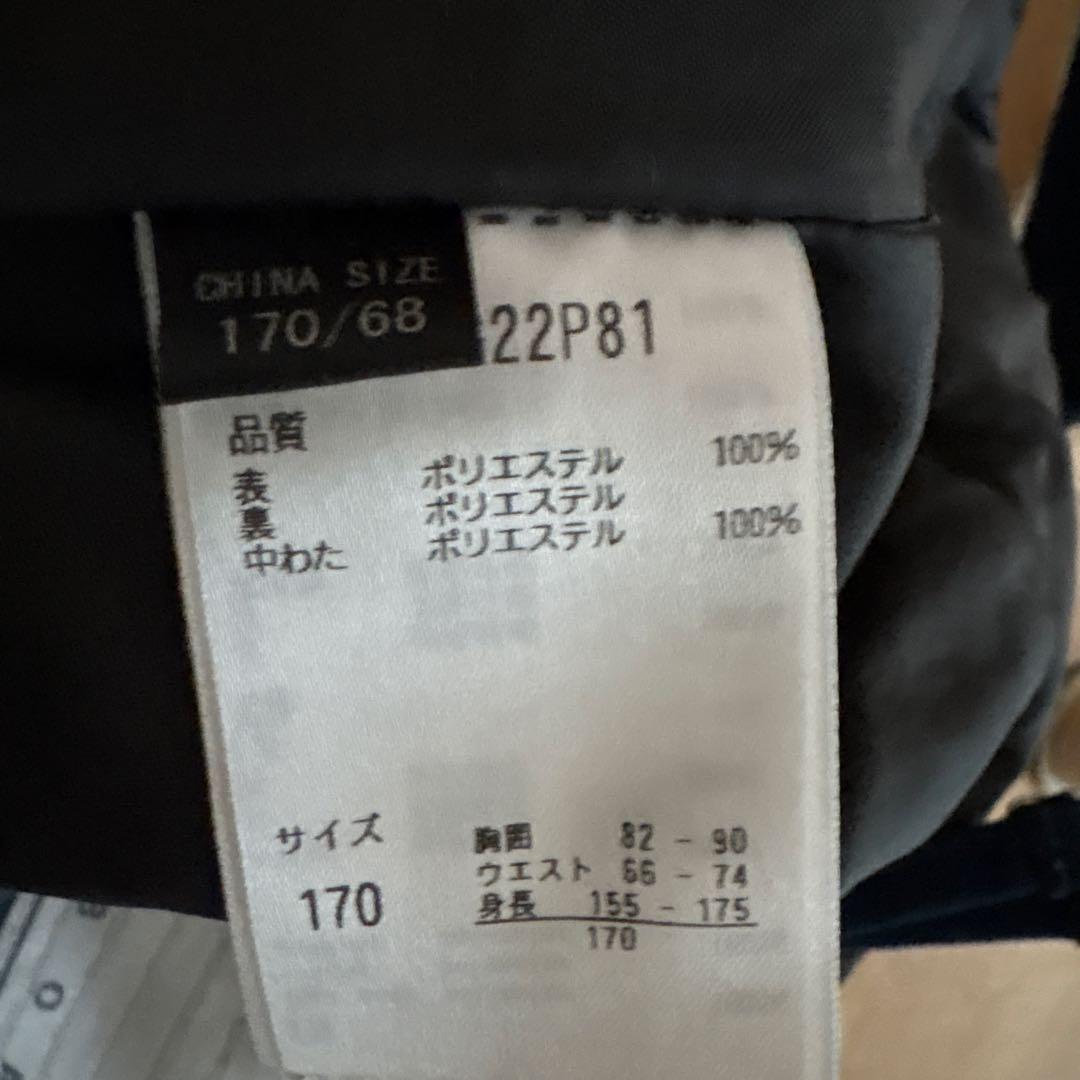 CHINA SIZE
170/68
22P81
品質
表 ポリエステル 100%
裏 ポリエステル
中わた ポリエステル 100%
サイズ
170
胸囲 82 - 90
ウエスト 66 - 74
身長 155 - 175
170